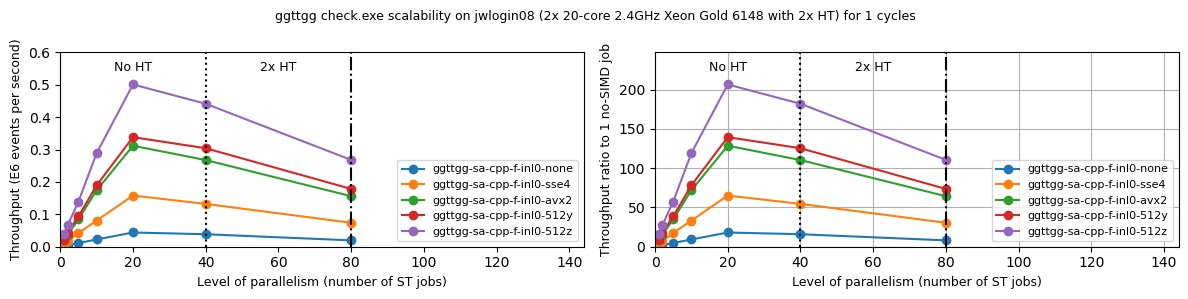 ggttgg check.exe scalability on jwlogin08 (2x 20-core 2.4GHz Xeon Gold 6148 with 2x HT) for 1 cycles
Throughput (E6 events per second)
0.6
0.5
0.4
0.3
0.2
0.1
0.0
No HT
2x HT
ggttgg-sa-cpp-f-inl0-none
ggttgg-sa-cpp-f-inl0-sse4
ggttgg-sa-cpp-f-inl0-avx2
ggttgg-sa-cpp-f-inl0-512y
ggttgg-sa-cpp-f-inl0-512z
0 20 40 60 80 100 120 140
Level of parallelism (number of ST jobs)
Throughput ratio to 1 no-SIMD job
200
150
100
50
0
No HT
2x HT
ggttgg-sa-cpp-f-inl0-none
ggttgg-sa-cpp-f-inl0-sse4
ggttgg-sa-cpp-f-inl0-avx2
ggttgg-sa-cpp-f-inl0-512y
ggttgg-sa-cpp-f-inl0-512z
0 20 40 60 80 100 120 140
Level of parallelism (number of ST jobs)